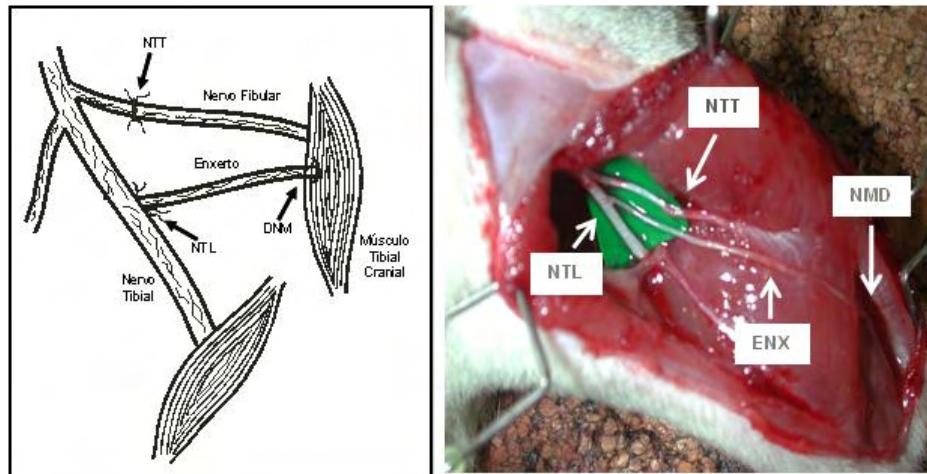 NTT
Nervo Fibular
Enxerto
DNM
NTL
Músculo
Tibial
Cranial
Nervo
Tibial
NTT
NMD
NTL
ENX